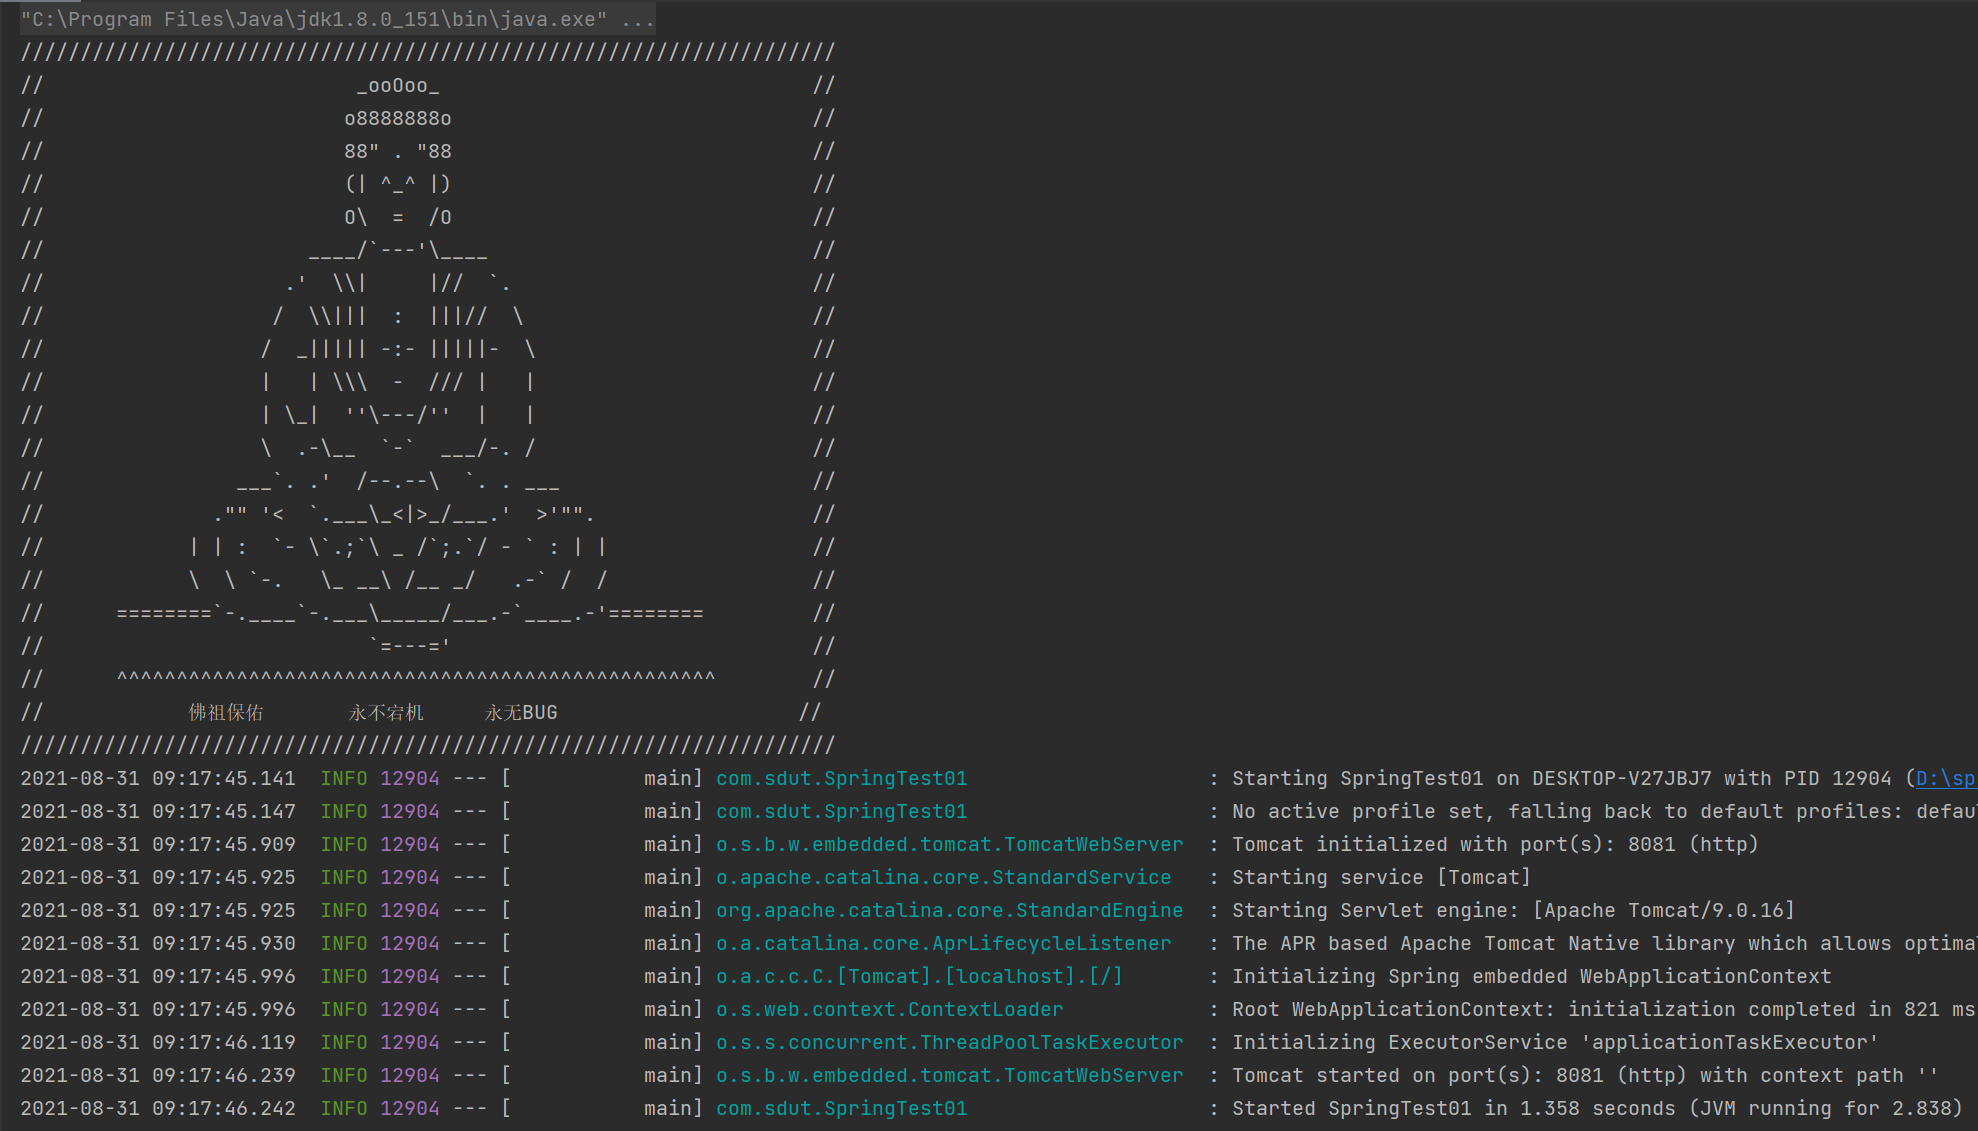 "C:\Program Files\Java\jdk1.8.0_151\bin\java.exe" ...
////////////////////////////////////////////////////////////////////
//                          _ooOoo_                               //
//                         o8888888o                              //
//                         88" . "88                              //
//                         (| ^_^ |)                              //
//                         O\  =  /O                              //
//                      ____/`---'\____                           //
//                    .'  \\|     |//  `.                         //
//                   /  \\|||  :  |||//  \                        //
//                  /  _||||| -:- |||||-  \                       //
//                  |   | \\\  -  /// |   |                       //
//                  | \_|  ''\---/''  |   |                       //
//                  \  .-\__  `-`  ___/-. /                       //
//                ___`. .'  /--.--\  `. . ___                     //
//              ."" '<  `.___\_<|>_/___.'  >'"".                  //
//            | | :  `- \`.;`\ _ /`;.`/ - ` : | |                 //
//            \  \ `-.   \_ __\ /__ _/   .-` /  /                 //
//      ========`-.____`-.___\_____/___.-`____.-'========         //
//                           `=---='                              //
//      ^^^^^^^^^^^^^^^^^^^^^^^^^^^^^^^^^^^^^^^^^^^^^^^^^^        //
//            佛祖保佑       永不宕机     永无BUG                    //
////////////////////////////////////////////////////////////////////
2021-08-31 09:17:45.141  INFO 12904 --- [           main] com.sdut.SpringTest01                    : Starting SpringTest01 on DESKTOP-V27JBJ7 with PID 12904 (D:\sp
2021-08-31 09:17:45.147  INFO 12904 --- [           main] com.sdut.SpringTest01                    : No active profile set, falling back to default profiles: defau
2021-08-31 09:17:45.909  INFO 12904 --- [           main] o.s.b.w.embedded.tomcat.TomcatWebServer  : Tomcat initialized with port(s): 8081 (http)
2021-08-31 09:17:45.925  INFO 12904 --- [           main] o.apache.catalina.core.StandardService   : Starting service [Tomcat]
2021-08-31 09:17:45.925  INFO 12904 --- [           main] org.apache.catalina.core.StandardEngine  : Starting Servlet engine: [Apache Tomcat/9.0.16]
2021-08-31 09:17:45.930  INFO 12904 --- [           main] o.a.catalina.core.AprLifecycleListener   : The APR based Apache Tomcat Native library which allows optima
2021-08-31 09:17:45.996  INFO 12904 --- [           main] o.a.c.c.C.[Tomcat].[localhost].[/]       : Initializing Spring embedded WebApplicationContext
2021-08-31 09:17:45.996  INFO 12904 --- [           main] o.s.web.context.ContextLoader            : Root WebApplicationContext: initialization completed in 821 ms
2021-08-31 09:17:46.119  INFO 12904 --- [           main] o.s.s.concurrent.ThreadPoolTaskExecutor  : Initializing ExecutorService 'applicationTaskExecutor'
2021-08-31 09:17:46.239  INFO 12904 --- [           main] o.s.b.w.embedded.tomcat.TomcatWebServer  : Tomcat started on port(s): 8081 (http) with context path ''
2021-08-31 09:17:46.242  INFO 12904 --- [           main] com.sdut.SpringTest01                    : Started SpringTest01 in 1.358 seconds (JVM running for 2.838)